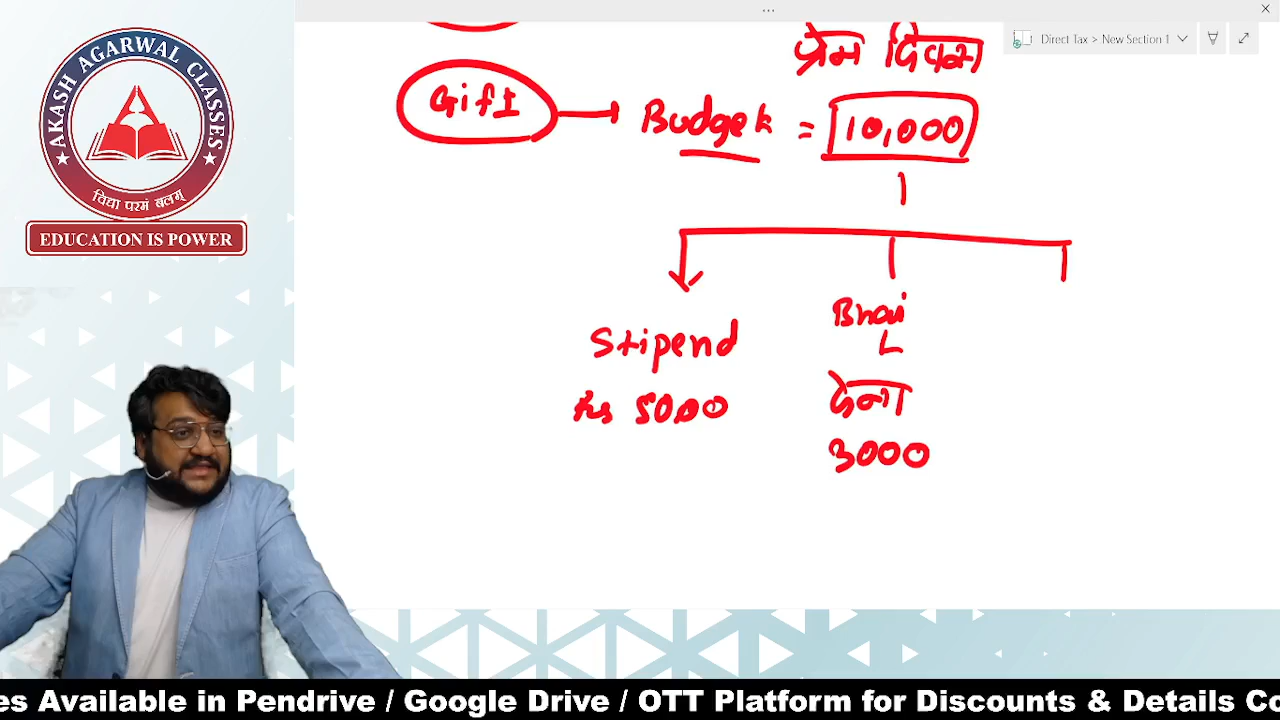 AKASH AGARWAL CLASSES
विद्या परमं बलम्
EDUCATION IS POWER
Direct Tax > New Section 1
प्रेम दिवस
Gift → Budget = 10,000
Stipend
Rs 5000
Bhai
देगा
3000
es Available in Pendrive / Google Drive / OTT Platform for Discounts & Details Co